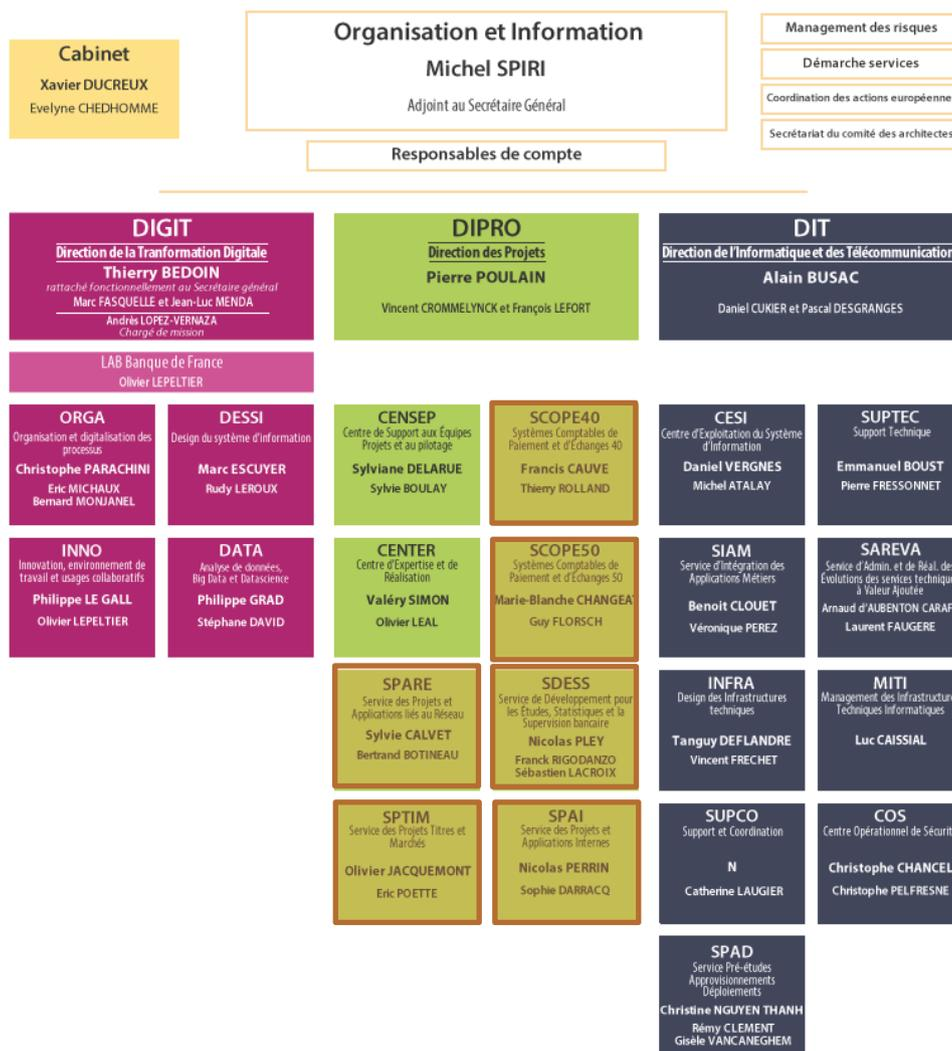 Organisation et Information
Michel SPIRI
Adjoint au Secrétaire Général
Cabinet
Xavier DUCREUX
Evelyne CHEDHOMME
Management des risques
Démarche services
Coordination des actions européenne
Secrétariat du comité des architectes
Responsables de compte
DIGIT
Direction de la Tranformation Digitale
Thierry BEDOIN
rattaché fonctionnellement au Secrétaire général
Marc FASQUELLE et Jean-Luc MENDA
Andrès LOPEZ-VERNAZA
Chargé de mission
LAB Banque de France
Olivier LEPELTIER
ORGA
Organisation et digitalisation des
processus
Christophe PARACHINI
Eric MICHAUX
Bernard MONJANEL
DESSI
Design du système d'information
Marc ESCUYER
Rudy LEROUX
INNO
Innovation, environnement de
travail et usages collaboratifs
Philippe LE GALL
Olivier LEPELTIER
DATA
Analyse de données,
Big Data et Datascience
Philippe GRAD
Stéphane DAVID
DIPRO
Direction des Projets
Pierre POULAIN
Vincent CROMMELYNCK et François LEFORT
CENSEP
Centre de Support aux Équipes
Projets et au pilotage
Sylviane DELARUE
Sylvie BOULAY
SCOPE40
Systèmes Comptables de
Paiement et d'Échanges 40
Francis CAUVE
Thierry ROLLAND
CENTER
Centre d'Expertise et de
Réalisation
Valéry SIMON
Olivier LEAL
SCOPE50
Systèmes Comptables de
Paiement et d'Échanges 50
Marie-Blanche CHANGEA
Guy FLORSCH
SPARE
Service des Projets et
Applications liés au Réseau
Sylvie CALVET
Bertrand BOTINEAU
SDESS
Service de Développement pour
les Études, Statistiques et la
Supervision bancaire
Nicolas PLEY
Franck RIGODANZO
Sébastien LACROIX
SPTIM
Service des Projets Titres et
Marchés
Olivier JACQUEMONT
Eric POETTE
SPAI
Service des Projets et
Applications Internes
Nicolas PERRIN
Sophie DARRACQ
DIT
Direction de l'Informatique et des Télécommunication
Alain BUSAC
Daniel CUKIER et Pascal DESGRANGES
CESI
Centre d'Exploitation du Système
d'Information
Daniel VERGNES
Michel ATALAY
SUPTEC
Support Technique
Emmanuel BOUST
Pierre FRESSONNET
SIAM
Service d'Intégration des
Applications Métiers
Benoit CLOUET
Véronique PEREZ
SAREVA
Service d'Admin. et de Réal. des
Évolutions des services technique
à Valeur Ajoutée
Arnaud d'AUBENTON CARAF
Laurent FAUGERE
INFRA
Design des Infrastructures
techniques
Tanguy DEFLANDRE
Vincent FRECHET
MITI
Management des Infrastructure
Techniques Informatiques
Luc CAISSIAL
SUPCO
Support et Coordination
N
Catherine LAUGIER
COS
Centre Opérationnel de Sécurit
Christophe CHANCEL
Christophe PELFRESNE
SPAD
Service Pré-études
Approvisionnements
Déploiements
Christine NGUYEN THANH
Rémy CLEMENT
Gisèle VANCANEGHEM